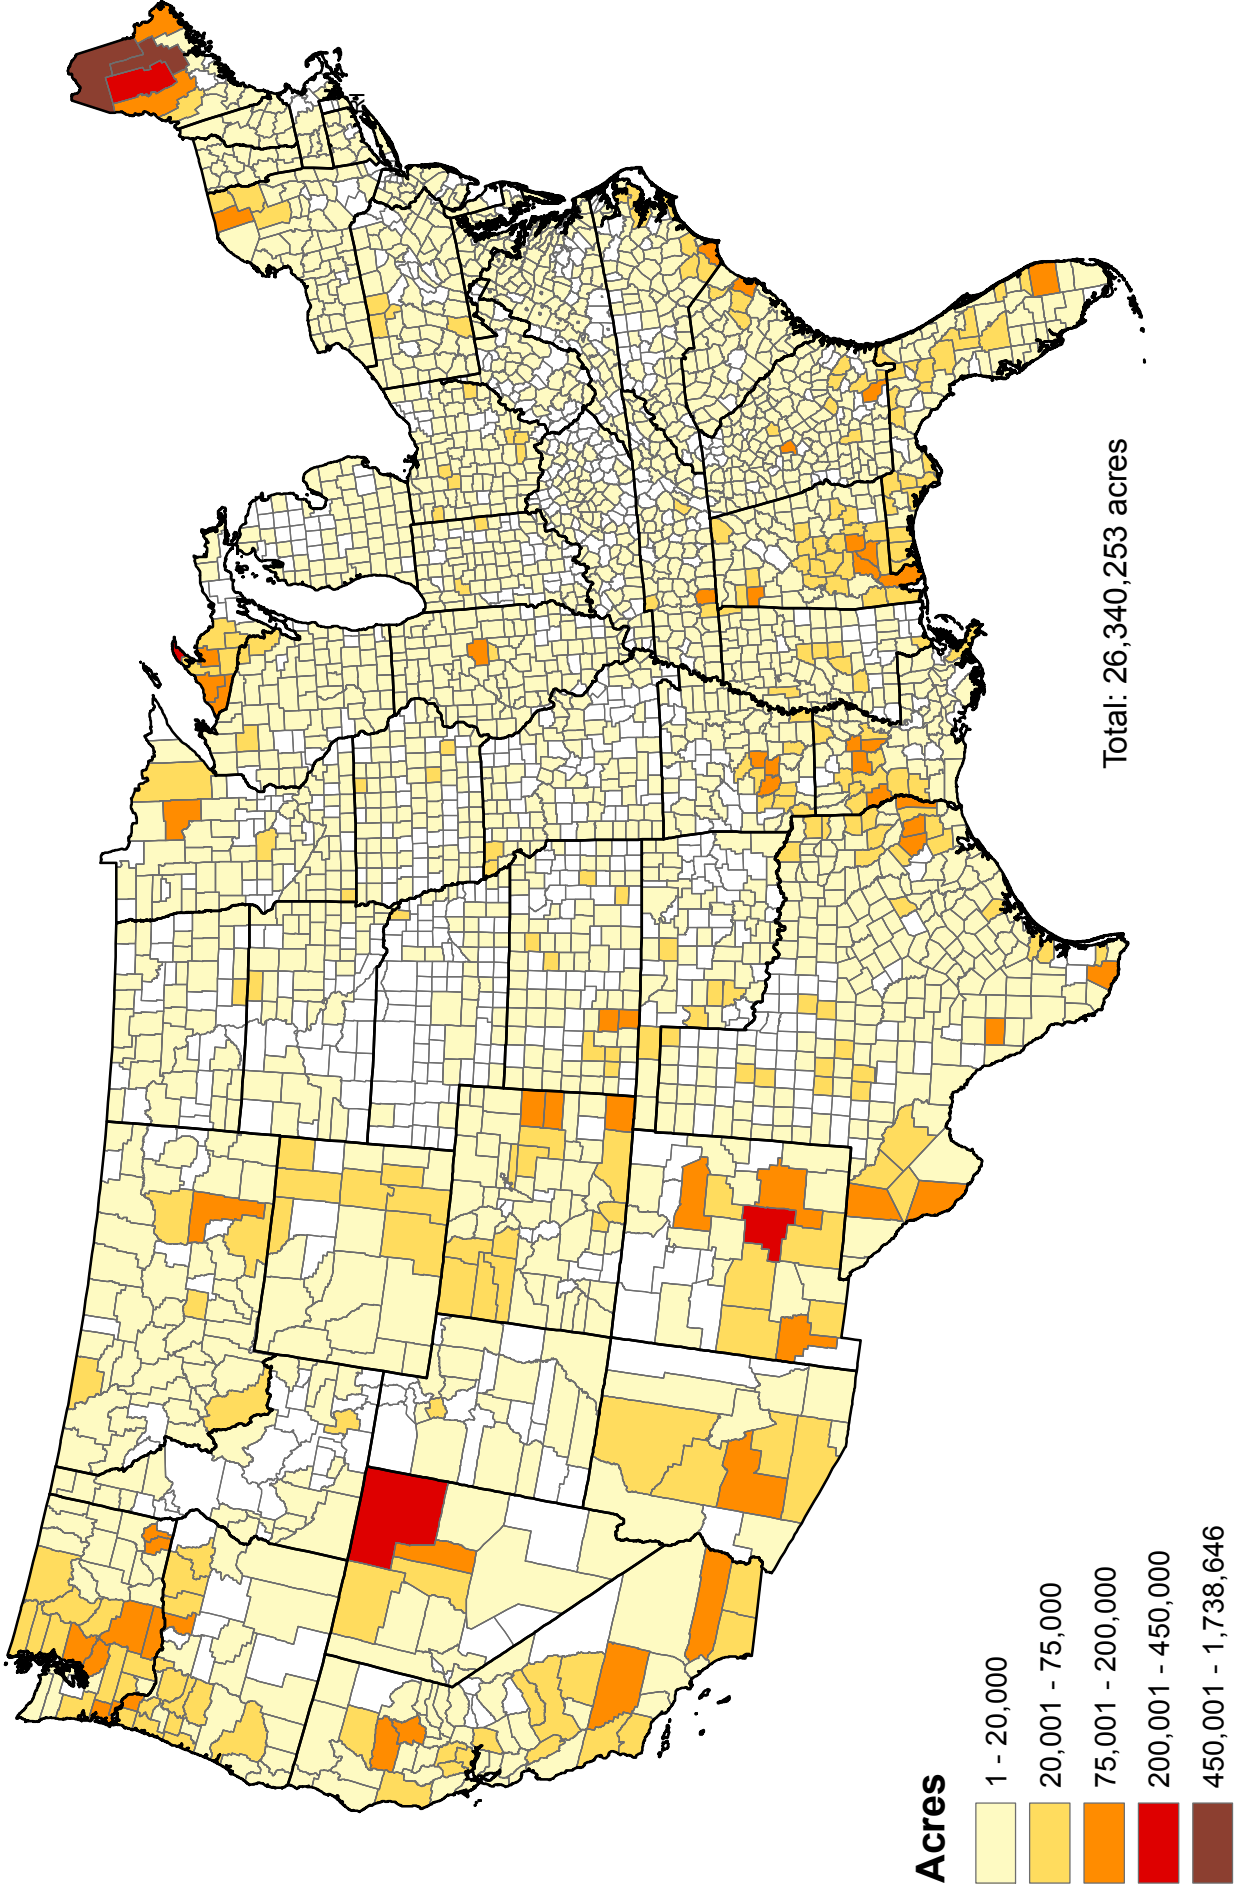 Total: 26,340,253 acres
Acres
1 - 20,000
20,001 - 75,000
75,001 - 200,000
200,001 - 450,000
450,001 - 1,738,646